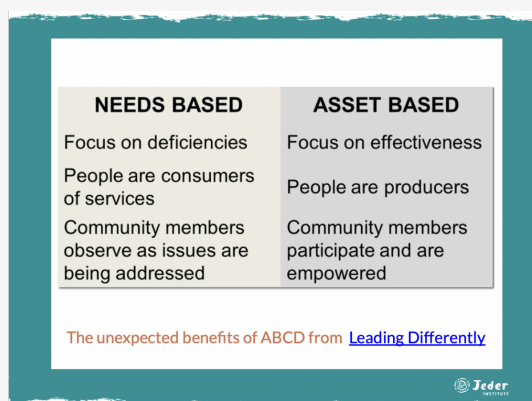 NEEDS BASED
ASSET BASED
Focus on deficiencies
Focus on effectiveness
People are consumers
of services
People are producers
Community members
observe as issues are
being addressed
Community members
participate and are
empowered
The unexpected benefits of ABCD from Leading Differently
Jeder
INSTITUTE